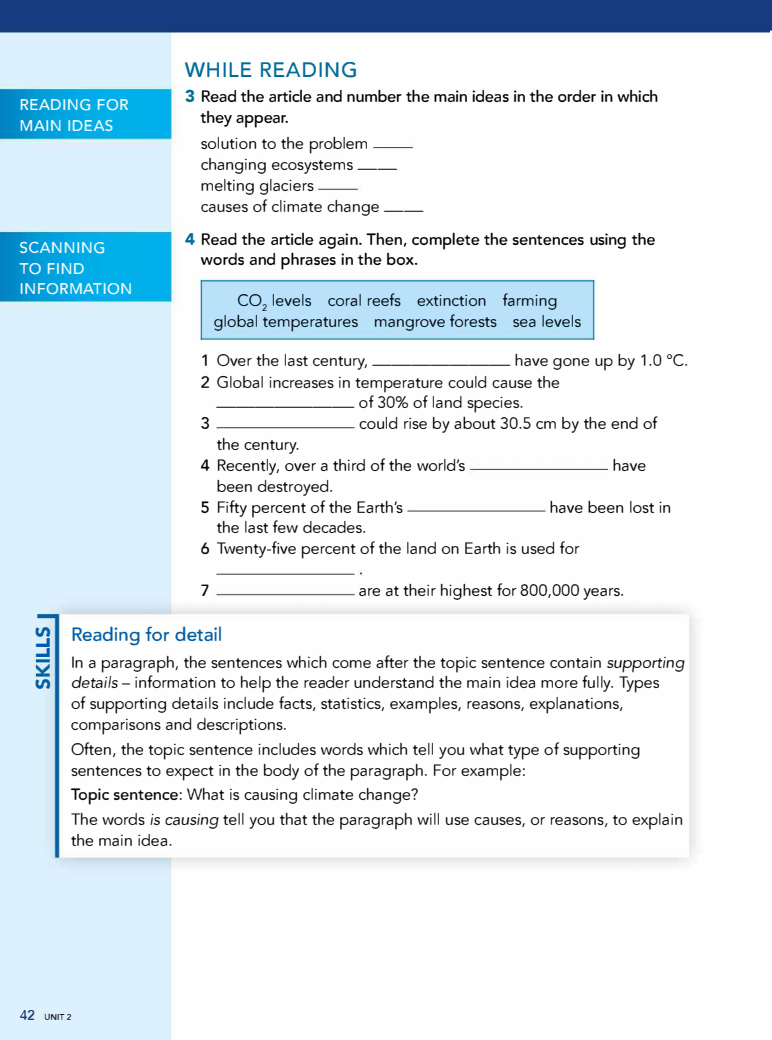 WHILE READING
READING FOR
MAIN IDEAS
3 Read the article and number the main ideas in the order in which
they appear.
solution to the problem _____
changing ecosystems _____
melting glaciers _____
causes of climate change _____
SCANNING
TO FIND
INFORMATION
4 Read the article again. Then, complete the sentences using the
words and phrases in the box.
CO₂ levels coral reefs extinction farming
global temperatures mangrove forests sea levels
1 Over the last century, __________________ have gone up by 1.0 °C.
2 Global increases in temperature could cause the
__________________ of 30% of land species.
3 __________________ could rise by about 30.5 cm by the end of
the century.
4 Recently, over a third of the world's __________________ have
been destroyed.
5 Fifty percent of the Earth's __________________ have been lost in
the last few decades.
6 Twenty-five percent of the land on Earth is used for
__________________ .
7 __________________ are at their highest for 800,000 years.
SKILLS
Reading for detail
In a paragraph, the sentences which come after the topic sentence contain supporting
details – information to help the reader understand the main idea more fully. Types
of supporting details include facts, statistics, examples, reasons, explanations,
comparisons and descriptions.
Often, the topic sentence includes words which tell you what type of supporting
sentences to expect in the body of the paragraph. For example:
Topic sentence: What is causing climate change?
The words is causing tell you that the paragraph will use causes, or reasons, to explain
the main idea.
42 UNIT 2